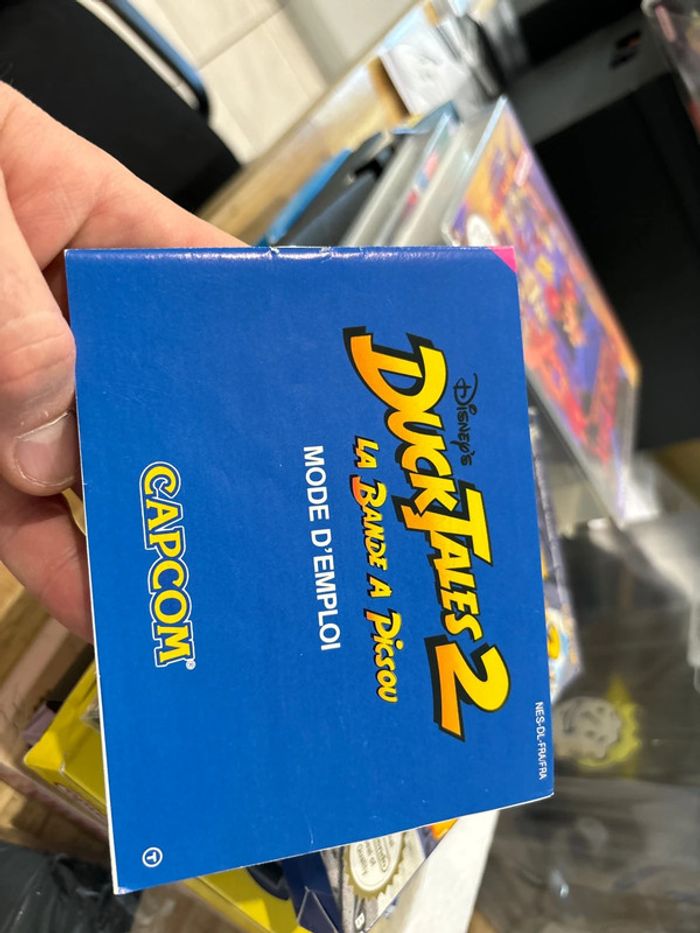 NES-DL-FRA/FRA
DISNEY'S
DUCKTALES 2
LA BANDE A PICSOU
MODE D'EMPLOI
CAPCOM®
T